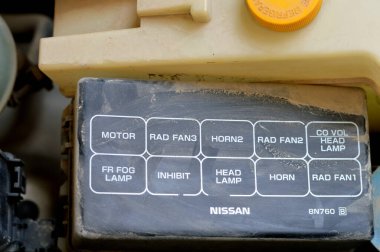 MOTOR RAD FAN3 HORN2 RAD FAN2 CO VOL HEAD LAMP
FR FOG LAMP INHIBIT HEAD LAMP HORN RAD FAN1
NISSAN 8N760 B